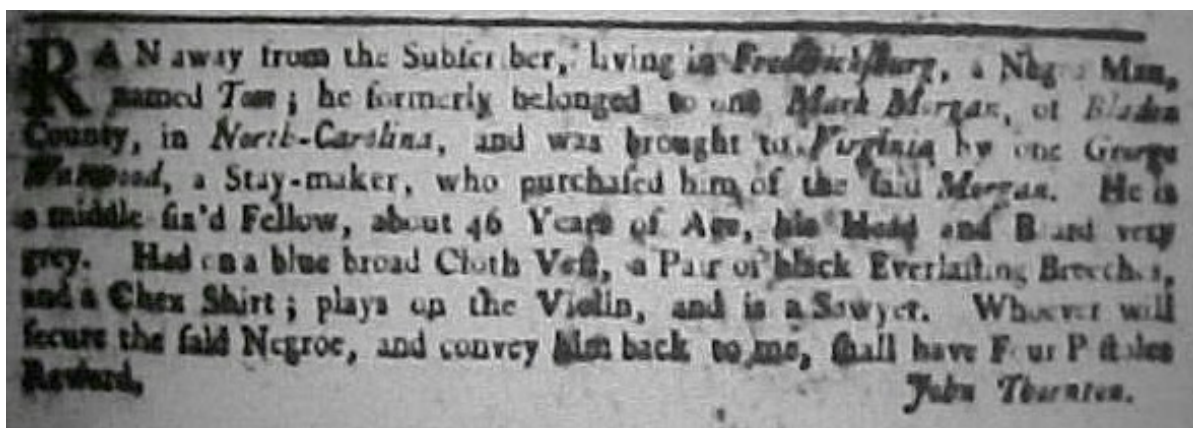 RAN away from the Subscriber, living in Fredericksburg, a Negro Man,
named Tom; he formerly belonged to one Mark Morgan, of Bladen
County, in North-Carolina, and was brought to Virginia by one George
a Stay-maker, who purchased him of the said Morgan. He is
a middle siz'd Fellow, about 46 Years of Age, his Head and Beard very
grey. Had on a blue broad Cloth Vest, a Pair of black Everlasting Breeches,
and a Chex Shirt; plays on the Violin, and is a Sawyer. Whoever will
secure the said Negroe, and convey him back to me, shall have Four Pistoles
Reward.
John Thornton.